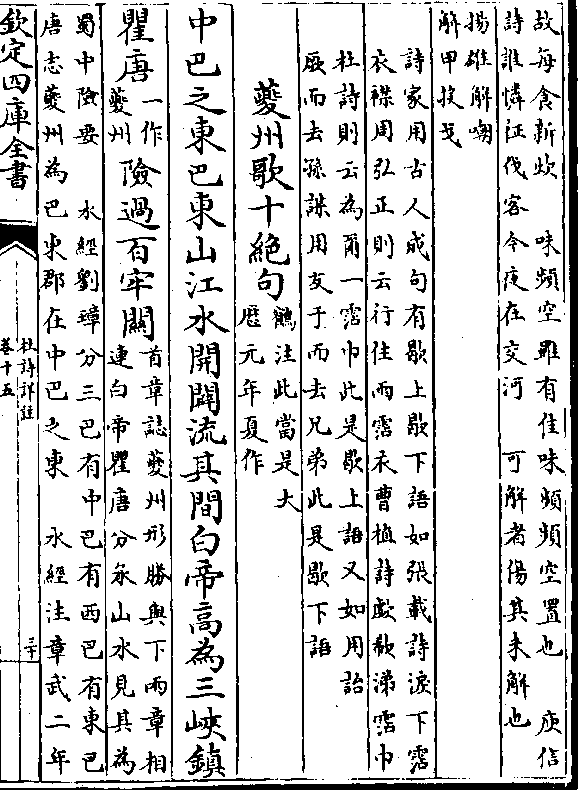 故每食新炊　味頻空雖有佳味頻頻空置也　庾信
詩誰憐征伐客今夜在交河　可解者傷其未解也
揚雄解嘲
解甲投戈
詩家用古人成句有歇上歇下語如張載詩淚下霑
衣襟周弘正則云行住而霑衣曹植詩歔欷涕霑巾
杜詩則云為爾一霑巾此是歇上語又如用詒
厥而去孫謀用友于而去兄弟此是歇下語
夔州歌十絶句
鶴注此當是大
厯元年夏作
中巴之東巴東山江水開闢流其間白帝高為三峽鎮
瞿唐
一作
夔州
險過百牢關
首章誌夔州形勝與下兩章相
連白帝瞿唐分承山水見其為
蜀中險要　水經劉璋分三巴有中巴有西巴有東巴
唐志夔州為巴東郡在中巴之東　水經注章武二年
欽定四庫全書
杜詩詳註
卷十五
三十